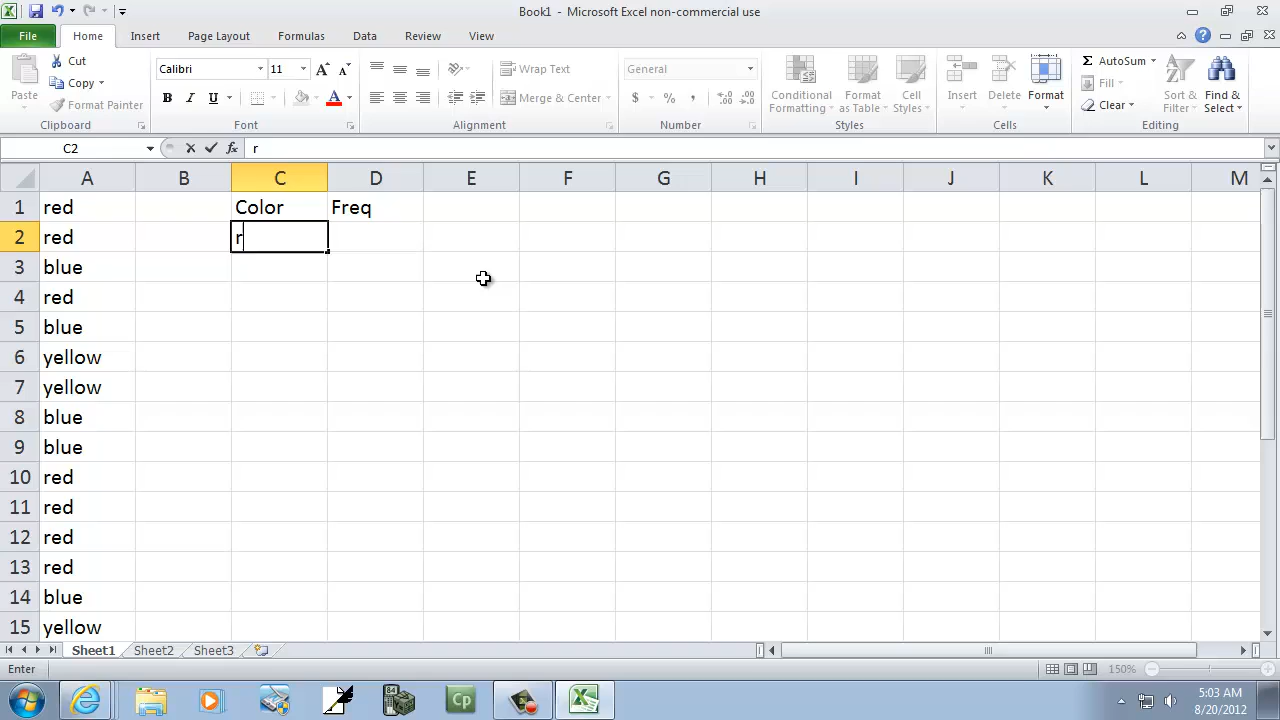 Book1 - Microsoft Excel non-commercial use
File Home Insert Page Layout Formulas Data Review View
Paste
Cut
Copy
Format Painter
Clipboard
Calibri 11
B I U
Font
Wrap Text
Merge & Center
Alignment
General
$ % ,
Number
Conditional Formatting
Format as Table
Cell Styles
Styles
Insert Delete Format
Cells
Σ AutoSum
Fill
Clear
Sort & Filter
Find & Select
Editing
C2 fx r
A B C D E F G H I J K L M
1 red Color Freq
2 red r
3 blue
4 red
5 blue
6 yellow
7 yellow
8 blue
9 blue
10 red
11 red
12 red
13 red
14 blue
15 yellow
Sheet1 Sheet2 Sheet3
Enter 150%
84
Cp
5:03 AM
8/20/2012